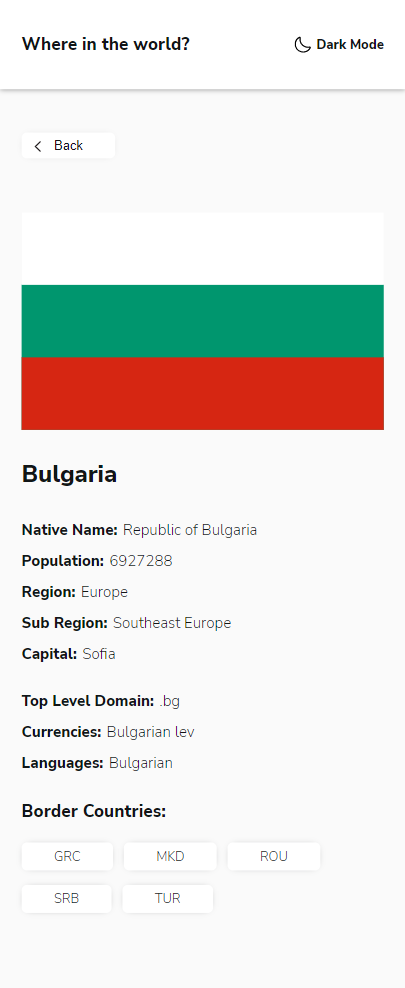 Where in the world? Dark Mode
Back
Bulgaria
Native Name: Republic of Bulgaria
Population: 6927288
Region: Europe
Sub Region: Southeast Europe
Capital: Sofia
Top Level Domain: .bg
Currencies: Bulgarian lev
Languages: Bulgarian
Border Countries:
GRC MKD ROU
SRB TUR